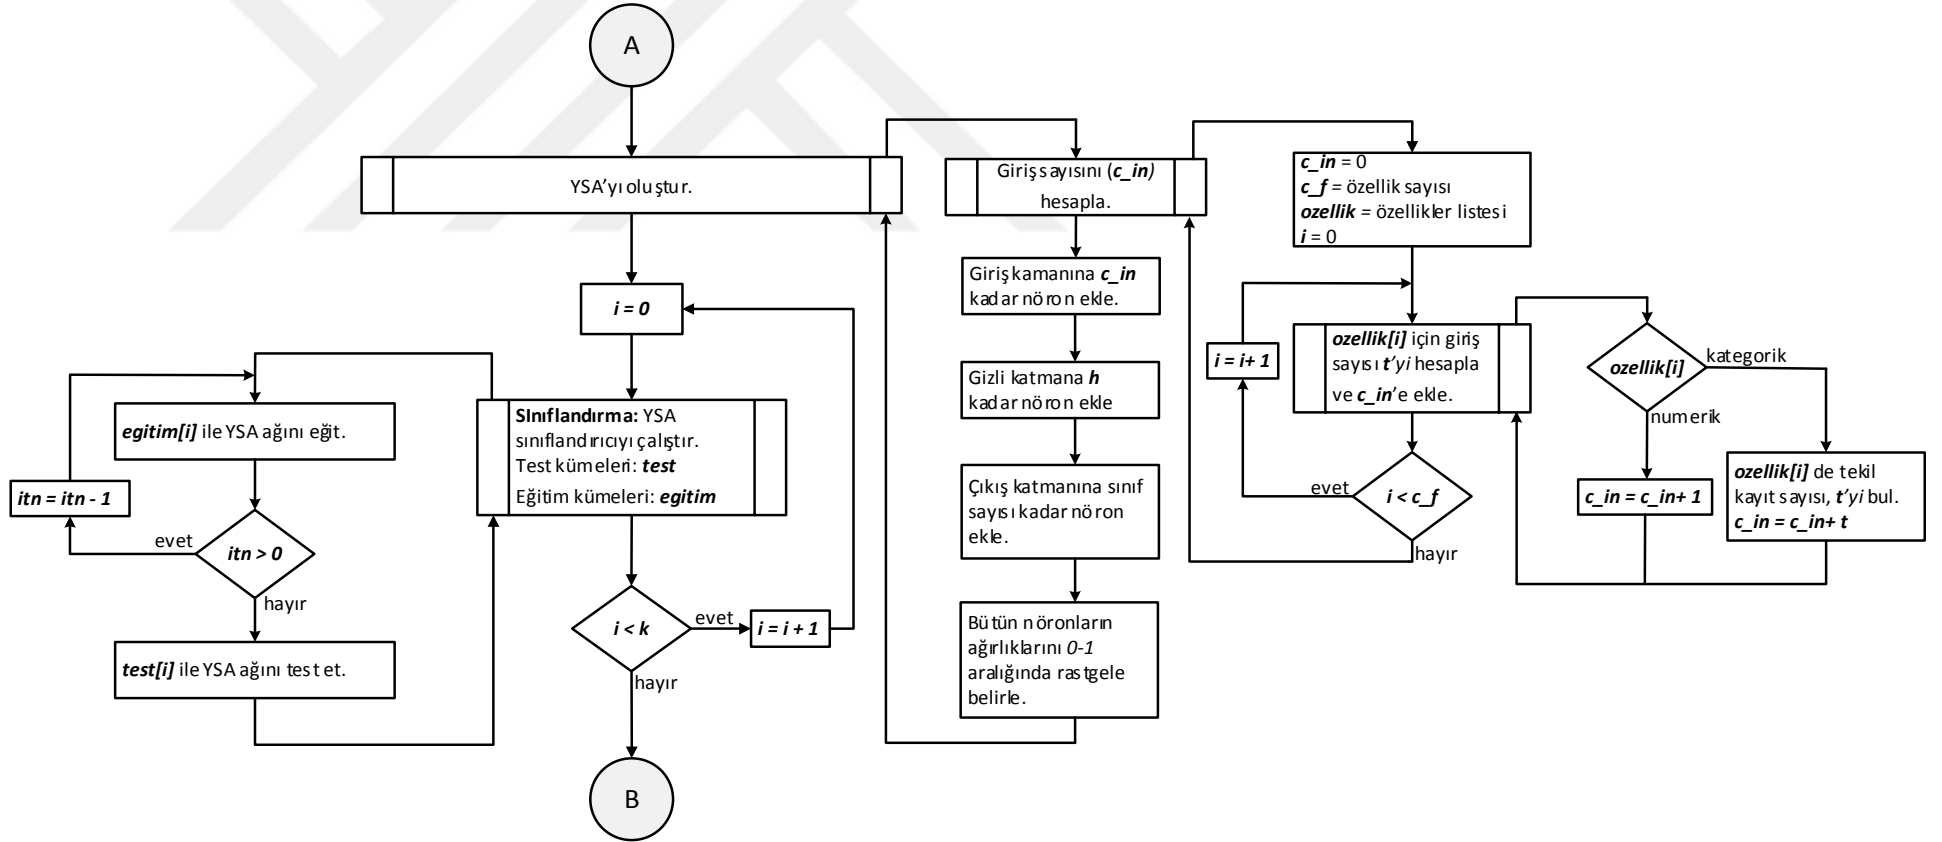 A
YSA'yı oluştur.
i = 0
Sınıflandırma: YSA
sınıflandırıcıyı çalıştır.
Test kümeleri: test
Eğitim kümeleri: egitim
i < k
evet
i = i + 1
hayır
B
egitim[i] ile YSA ağını eğit.
itn = itn - 1
evet
itn > 0
hayır
test[i] ile YSA ağını test et.
Giriş sayısını (c_in)
hesapla.
Giriş kamanına c_in
kadar nöron ekle.
Gizli katmana h
kadar nöron ekle
Çıkış katmanına sınıf
sayısı kadar nöron
ekle.
Bütün nöronların
ağırlıklarını 0-1
aralığında rastgele
belirle.
c_in = 0
c_f = özellik sayısı
ozellik = özellikler listesi
i = 0
i = i+ 1
ozellik[i] için giriş
sayısı t'yi hesapla
ve c_in'e ekle.
evet
i < c_f
hayır
ozellik[i]
kategorik
numerik
c_in = c_in+ 1
ozellik[i] de tekil
kayıt sayısı, t'yi bul.
c_in = c_in+ t